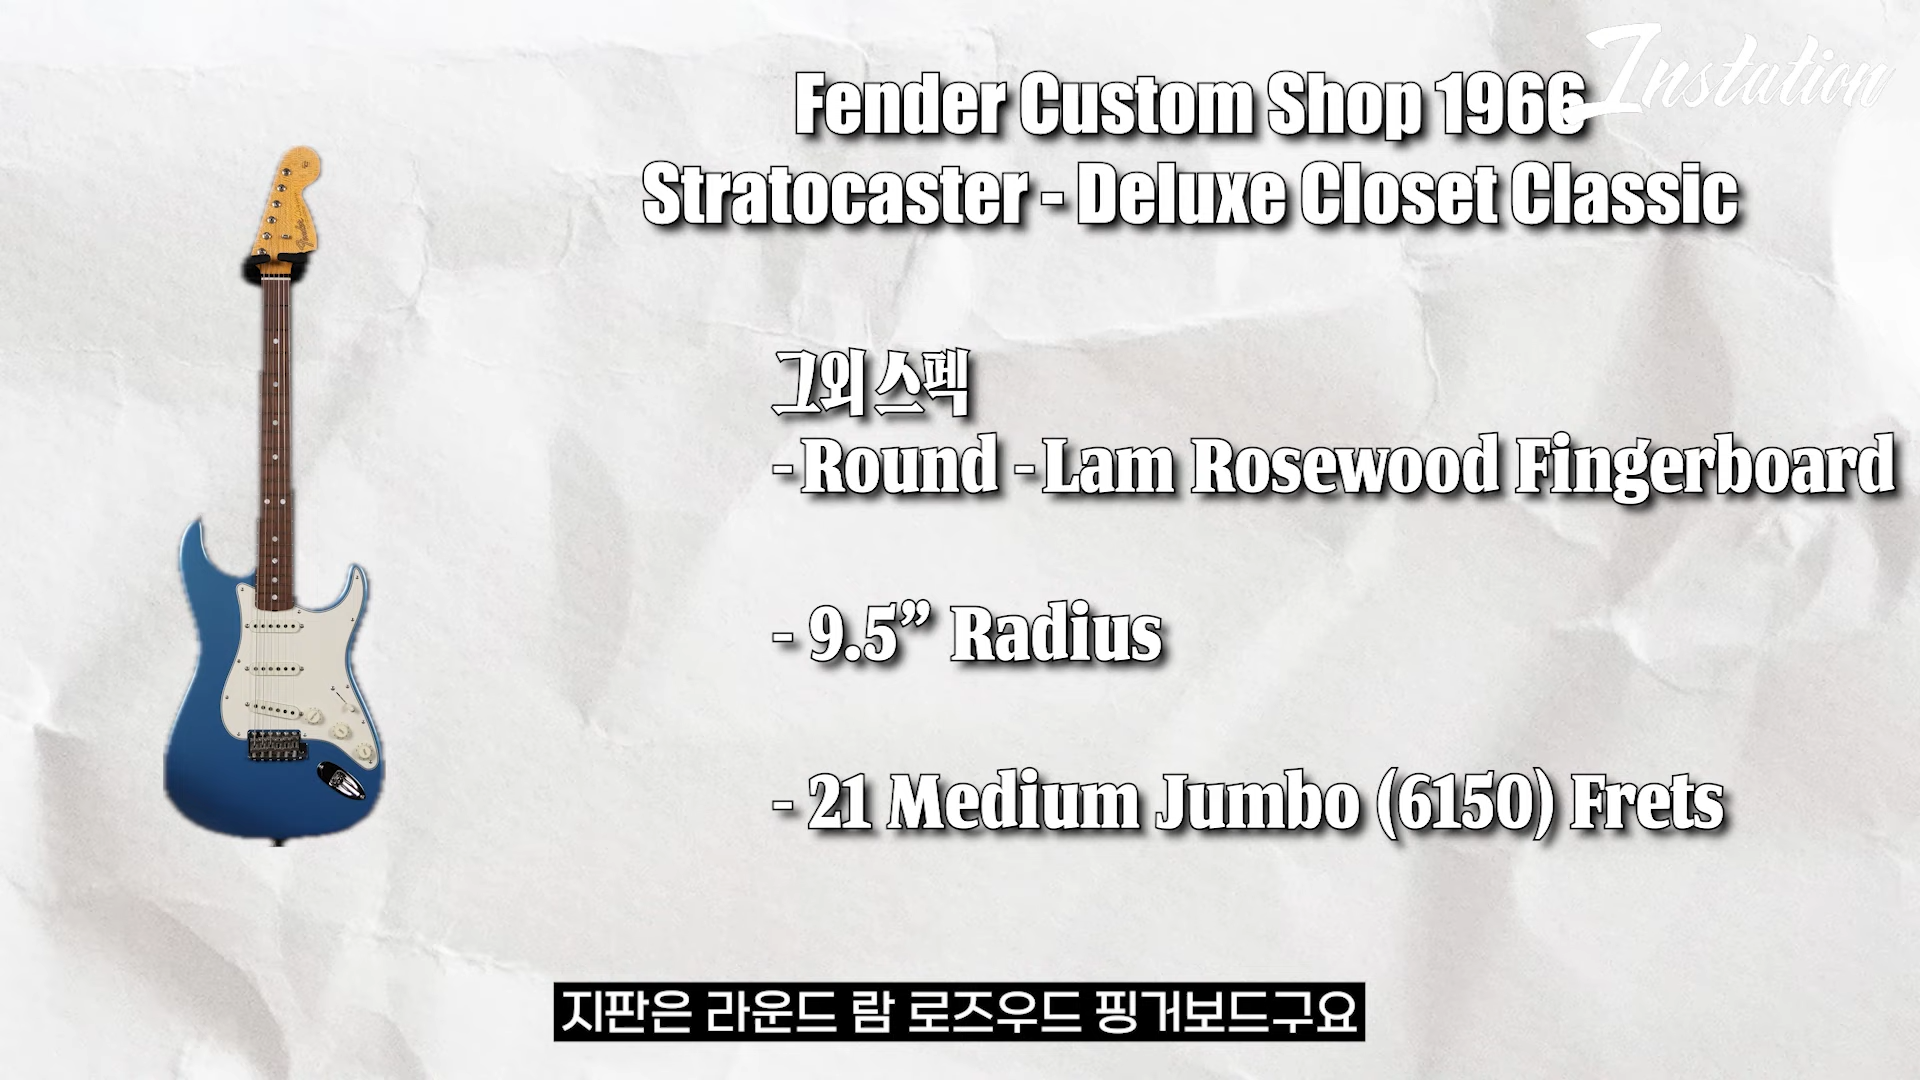 Instation
Fender Custom Shop 1966
Stratocaster - Deluxe Closet Classic
그외 스펙
- Round - Lam Rosewood Fingerboard
- 9.5” Radius
- 21 Medium Jumbo (6150) Frets
지판은 라운드 람 로즈우드 핑거보드구요